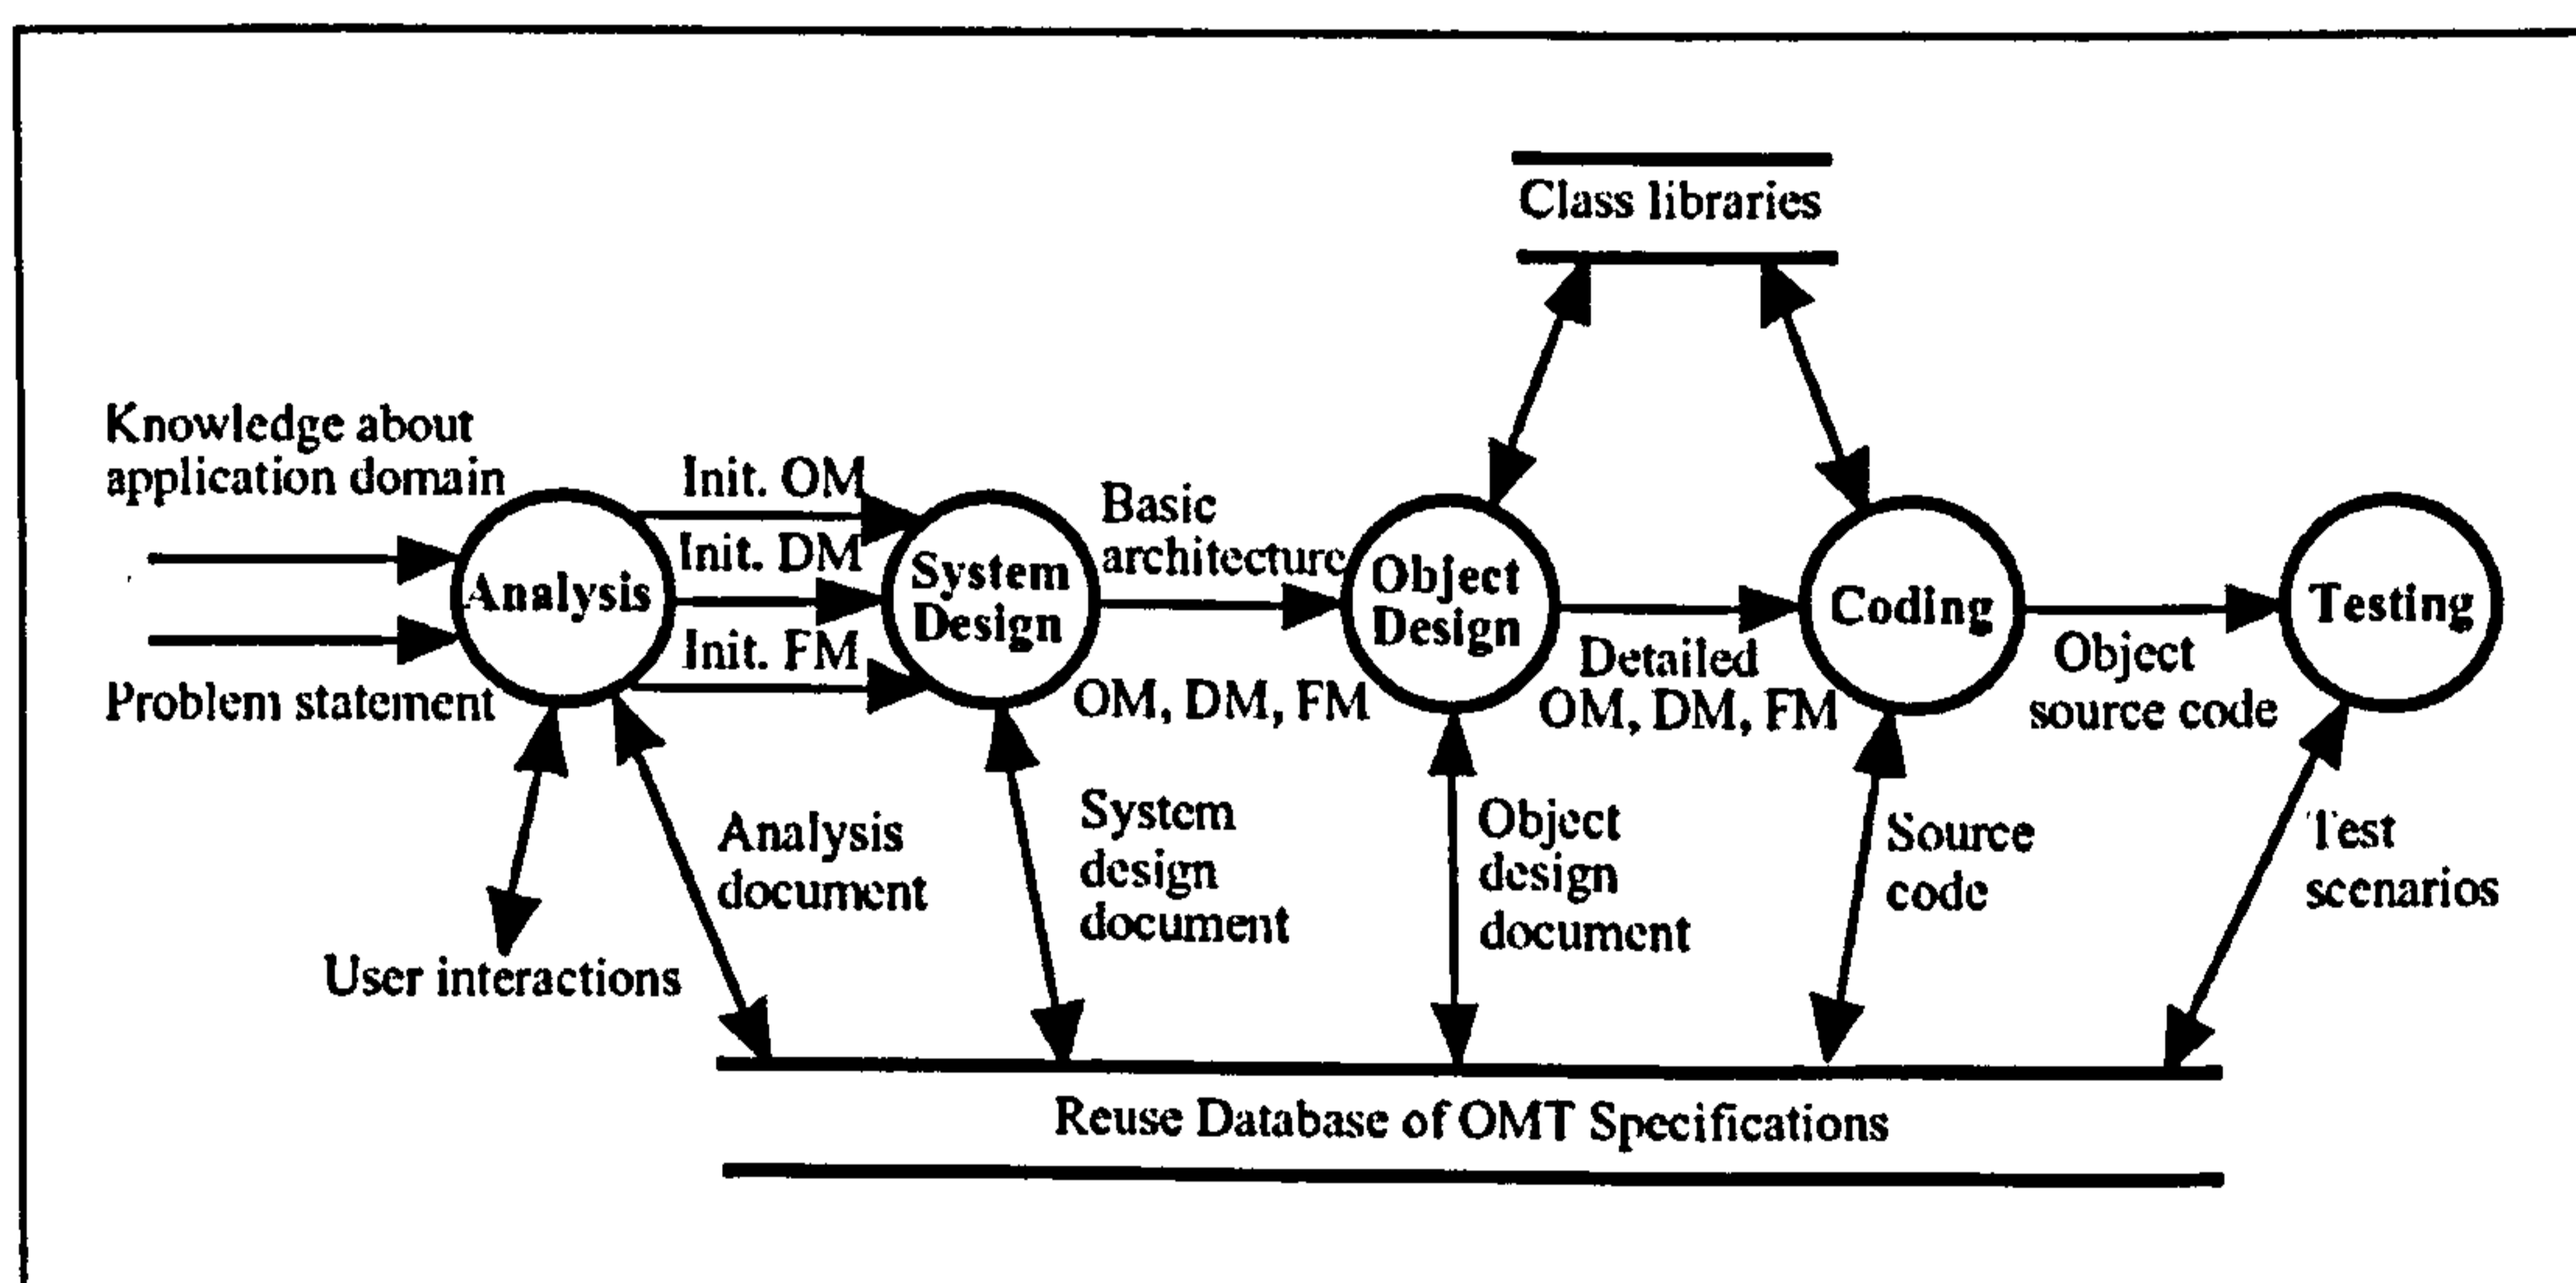 Class libraries
Knowledge about
application domain
Problem statement
Analysis
Init. OM
Init. DM
Init. FM
System
Design
Basic
architecture
OM, DM, FM
Object
Design
Detailed
OM, DM, FM
Coding
Object
source code
Testing
User interactions
Analysis
document
System
design
document
Object
design
document
Source
code
Test
scenarios
Reuse Database of OMT Specifications